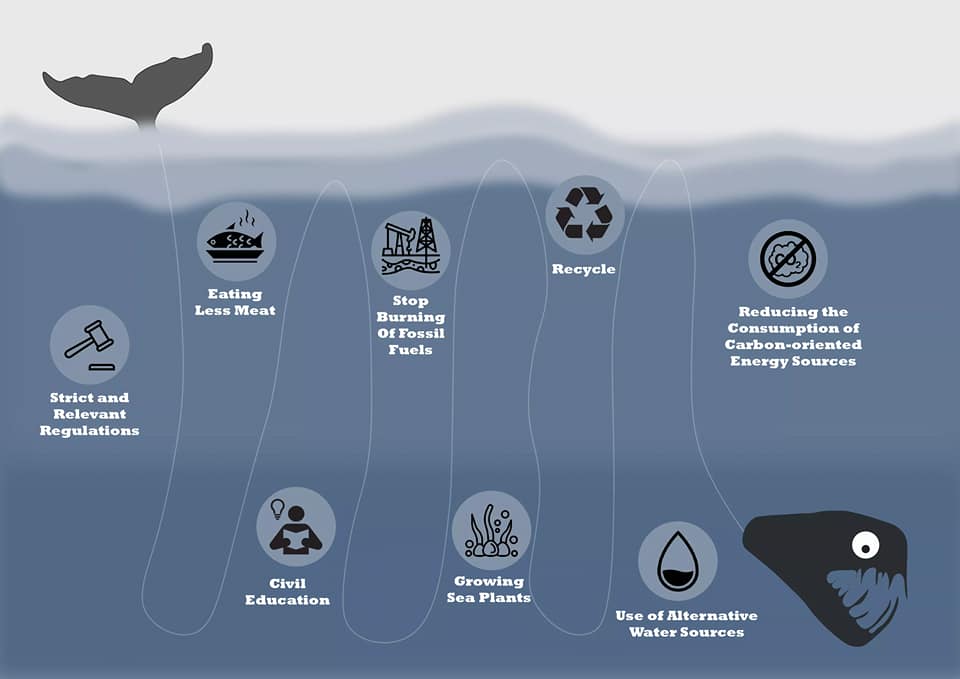 Eating
Less Meat
Stop
Burning
Of Fossil
Fuels
Recycle
Reducing the
Consumption of
Carbon-oriented
Energy Sources
CO2
Strict and
Relevant
Regulations
Civil
Education
Growing
Sea Plants
Use of Alternative
Water Sources